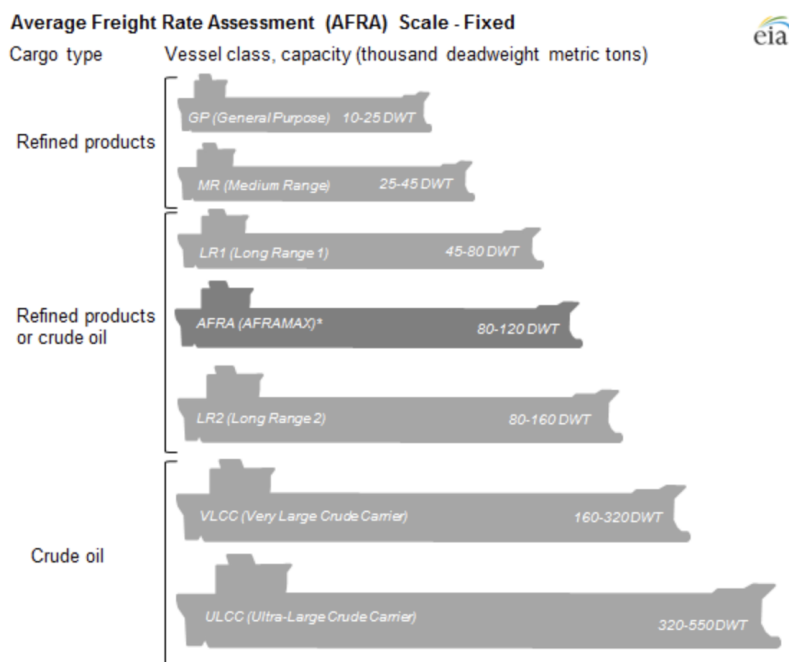 Average Freight Rate Assessment (AFRA) Scale - Fixed
eia
Cargo type
Vessel class, capacity (thousand deadweight metric tons)
Refined products
GP (General Purpose) 10-25 DWT
MR (Medium Range) 25-45 DWT
Refined products
or crude oil
LR1 (Long Range 1) 45-80 DWT
AFRA (AFRAMAX)* 80-120 DWT
LR2 (Long Range 2) 80-160 DWT
Crude oil
VLCC (Very Large Crude Carrier) 160-320 DWT
ULCC (Ultra-Large Crude Carrier) 320-550 DWT